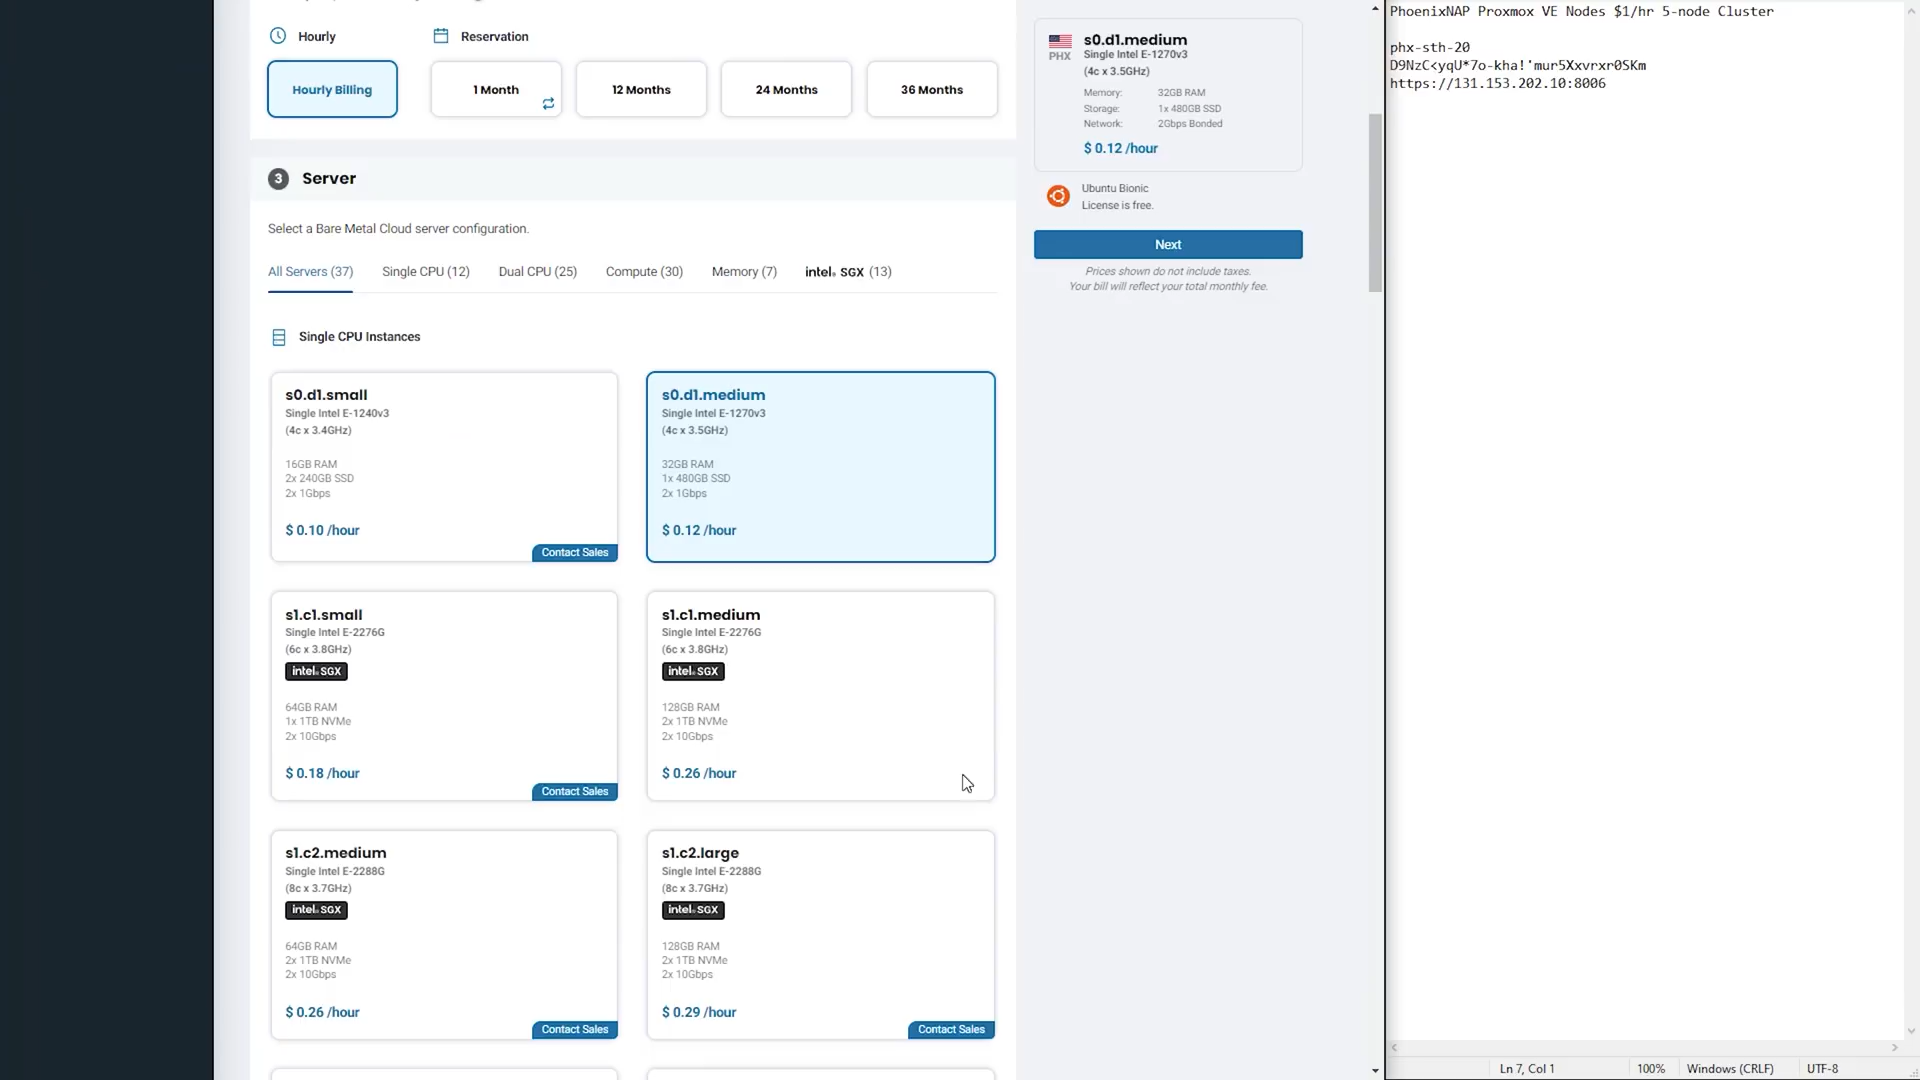 Hourly
Reservation
Hourly Billing
1 Month
12 Months
24 Months
36 Months
3 Server
Select a Bare Metal Cloud server configuration.
All Servers (37)
Single CPU (12)
Dual CPU (25)
Compute (30)
Memory (7)
intel. SGX (13)
Single CPU Instances
s0.d1.small
Single Intel E-1240v3
(4c x 3.4GHz)
16GB RAM
2x 240GB SSD
2x 1Gbps
$ 0.10 /hour
Contact Sales
s0.d1.medium
Single Intel E-1270v3
(4c x 3.5GHz)
32GB RAM
1x 480GB SSD
2x 1Gbps
$ 0.12 /hour
s1.c1.small
Single Intel E-2276G
(6c x 3.8GHz)
intel. SGX
64GB RAM
1x 1TB NVMe
2x 10Gbps
$ 0.18 /hour
Contact Sales
s1.c1.medium
Single Intel E-2276G
(6c x 3.8GHz)
intel. SGX
128GB RAM
2x 1TB NVMe
2x 10Gbps
$ 0.26 /hour
s1.c2.medium
Single Intel E-2288G
(8c x 3.7GHz)
intel. SGX
64GB RAM
2x 1TB NVMe
2x 10Gbps
$ 0.26 /hour
Contact Sales
s1.c2.large
Single Intel E-2288G
(8c x 3.7GHz)
intel. SGX
128GB RAM
2x 1TB NVMe
2x 10Gbps
$ 0.29 /hour
Contact Sales
PHX
s0.d1.medium
Single Intel E-1270v3
(4c x 3.5GHz)
Memory: 32GB RAM
Storage: 1x 480GB SSD
Network: 2Gbps Bonded
$ 0.12 /hour
Ubuntu Bionic
License is free.
Next
Prices shown do not include taxes.
Your bill will reflect your total monthly fee.
PhoenixNAP Proxmox VE Nodes $1/hr 5-node Cluster
phx-sth-20
D9NzC<yqU*7o-kha!'mur5Xxvrxr0SKm
https://131.153.202.10:8006
Ln 7, Col 1
100%
Windows (CRLF)
UTF-8